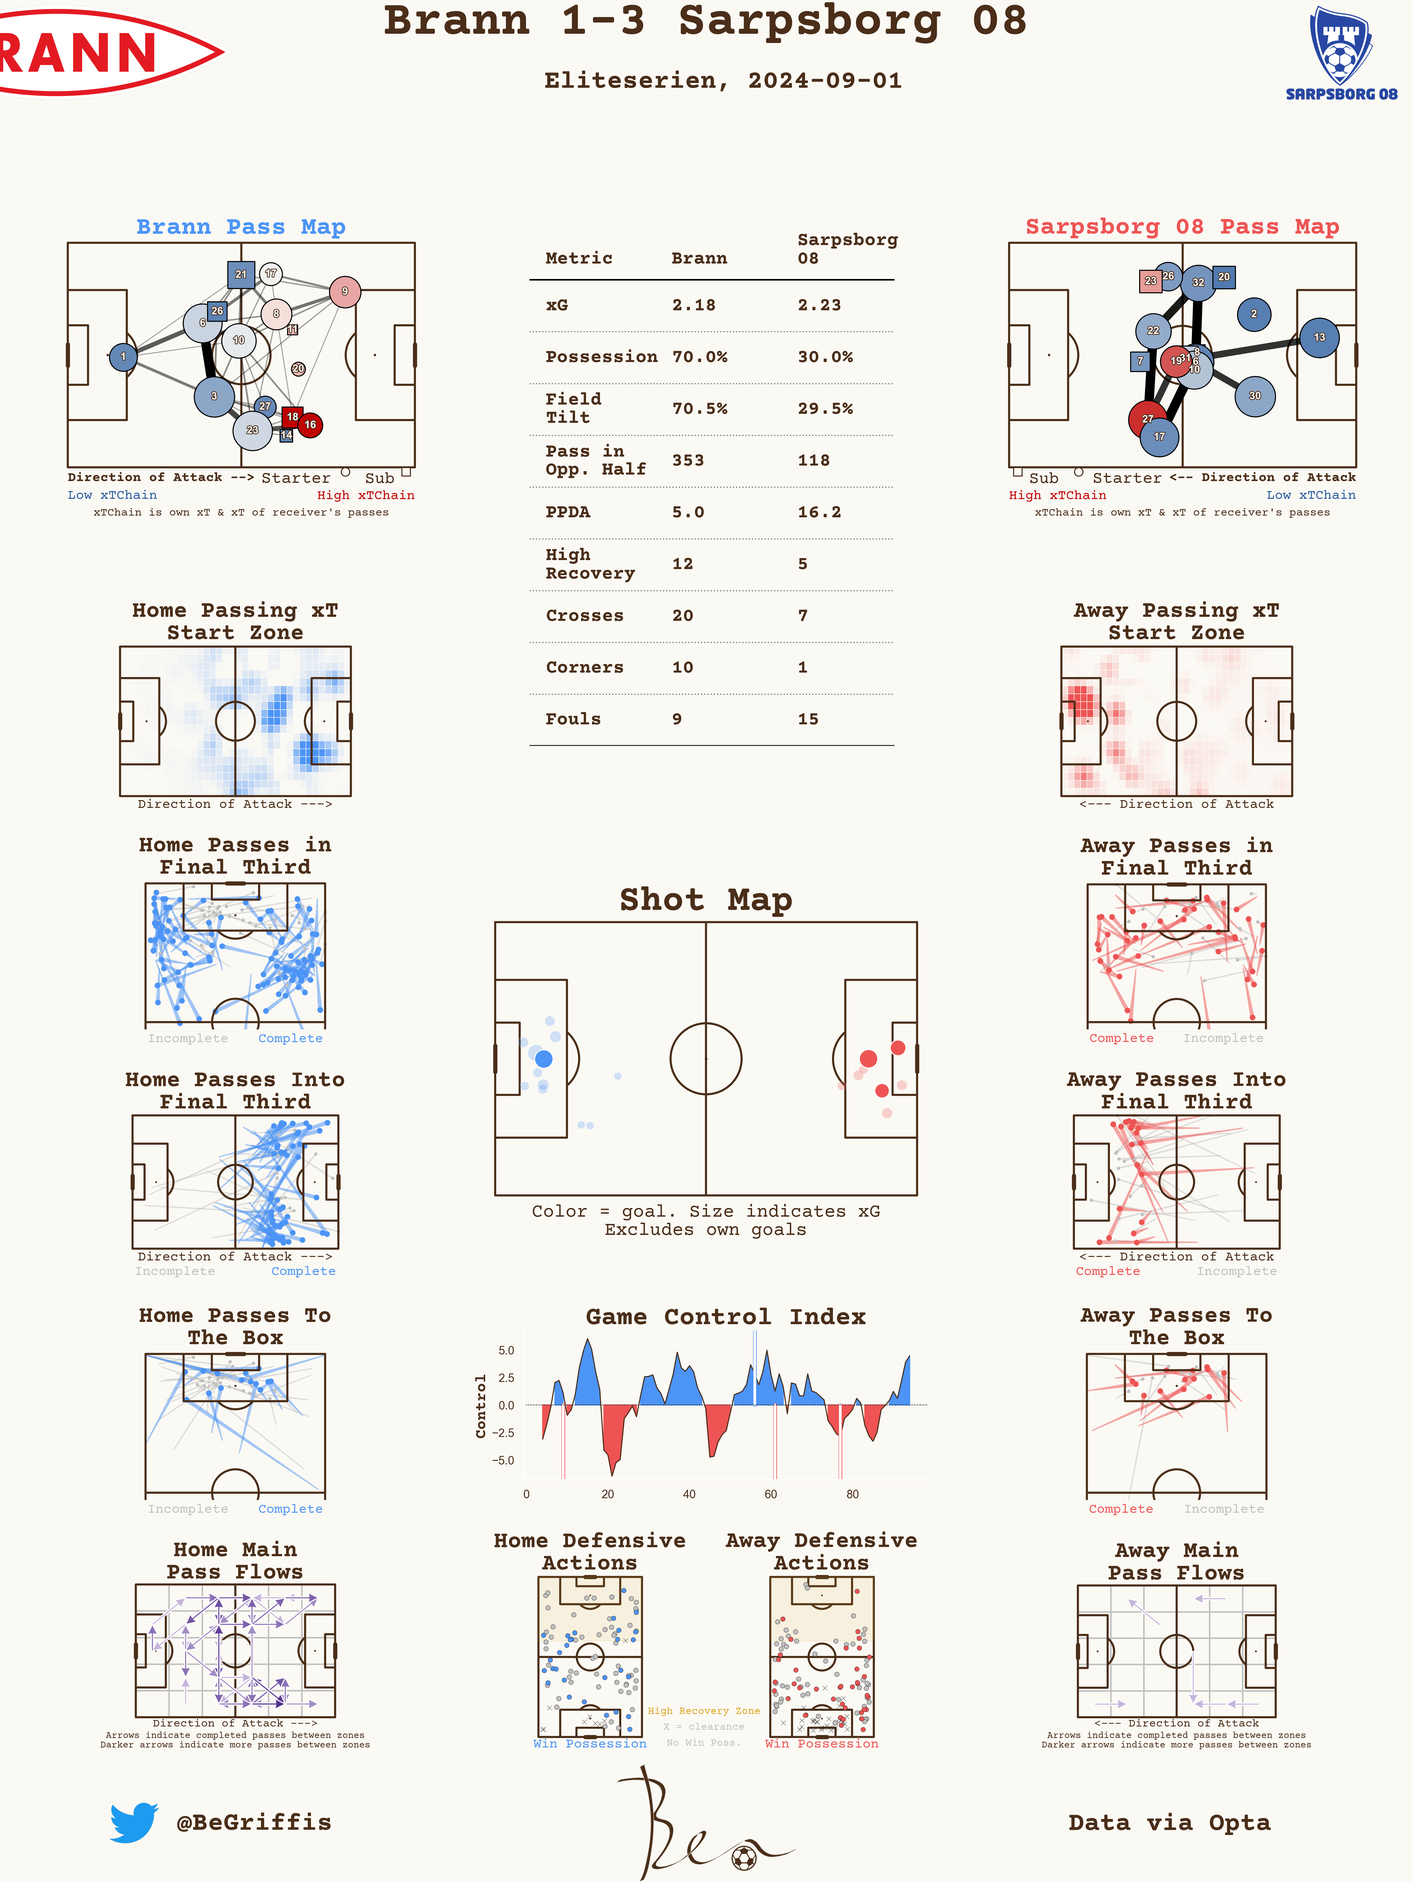 Brann 1-3 Sarpsborg 08
Eliteserien, 2024-09-01
RANN
SARPSBORG 08
Brann Pass Map
21
17
9
26
6
8
11
10
1
20
3
27
18
16
23
14
Direction of Attack --> Starter Sub
Low xTChain High xTChain
xTChain is own xT & xT of receiver's passes
Metric Brann Sarpsborg 08
xG 2.18 2.23
Possession 70.0% 30.0%
Field Tilt 70.5% 29.5%
Pass in Opp. Half 353 118
PPDA 5.0 16.2
High Recovery 12 5
Crosses 20 7
Corners 10 1
Fouls 9 15
Sarpsborg 08 Pass Map
23
26
32
20
2
22
13
7
19
31
8
6
10
30
27
17
Sub Starter <-- Direction of Attack
High xTChain Low xTChain
xTChain is own xT & xT of receiver's passes
Home Passing xT
Start Zone
Direction of Attack --->
Away Passing xT
Start Zone
<--- Direction of Attack
Home Passes in
Final Third
Incomplete Complete
Away Passes in
Final Third
Complete Incomplete
Shot Map
Color = goal. Size indicates xG
Excludes own goals
Home Passes Into
Final Third
Direction of Attack --->
Incomplete Complete
Away Passes Into
Final Third
<--- Direction of Attack
Complete Incomplete
Home Passes To
The Box
Incomplete Complete
Game Control Index
Control
5.0
2.5
0.0
−2.5
−5.0
0 20 40 60 80
Away Passes To
The Box
Complete Incomplete
Home Main
Pass Flows
Direction of Attack --->
Arrows indicate completed passes between zones
Darker arrows indicate more passes between zones
Home Defensive
Actions
Win Possession
High Recovery Zone
X = clearance
No Win Poss.
Away Defensive
Actions
Win Possession
Away Main
Pass Flows
<--- Direction of Attack
Arrows indicate completed passes between zones
Darker arrows indicate more passes between zones
@BeGriffis
Ben
Data via Opta